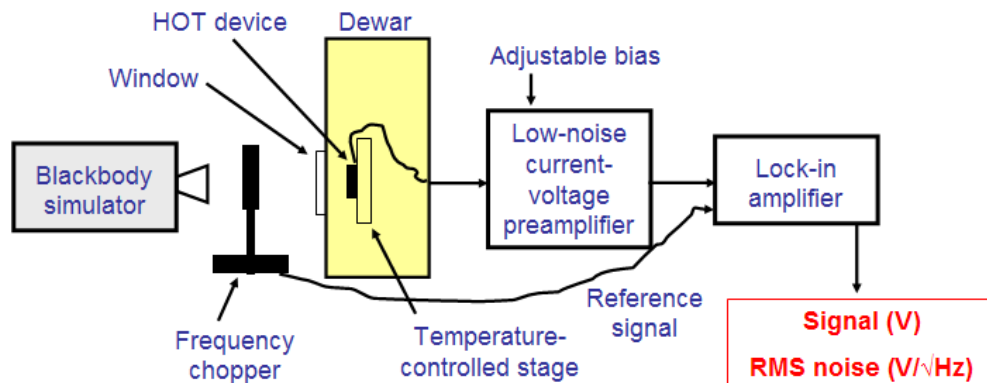 HOT device
Dewar
Window
Adjustable bias
Blackbody
simulator
Low-noise
current-
voltage
preamplifier
Lock-in
amplifier
Frequency
chopper
Temperature-
controlled stage
Reference
signal
Signal (V)
RMS noise (V/√Hz)